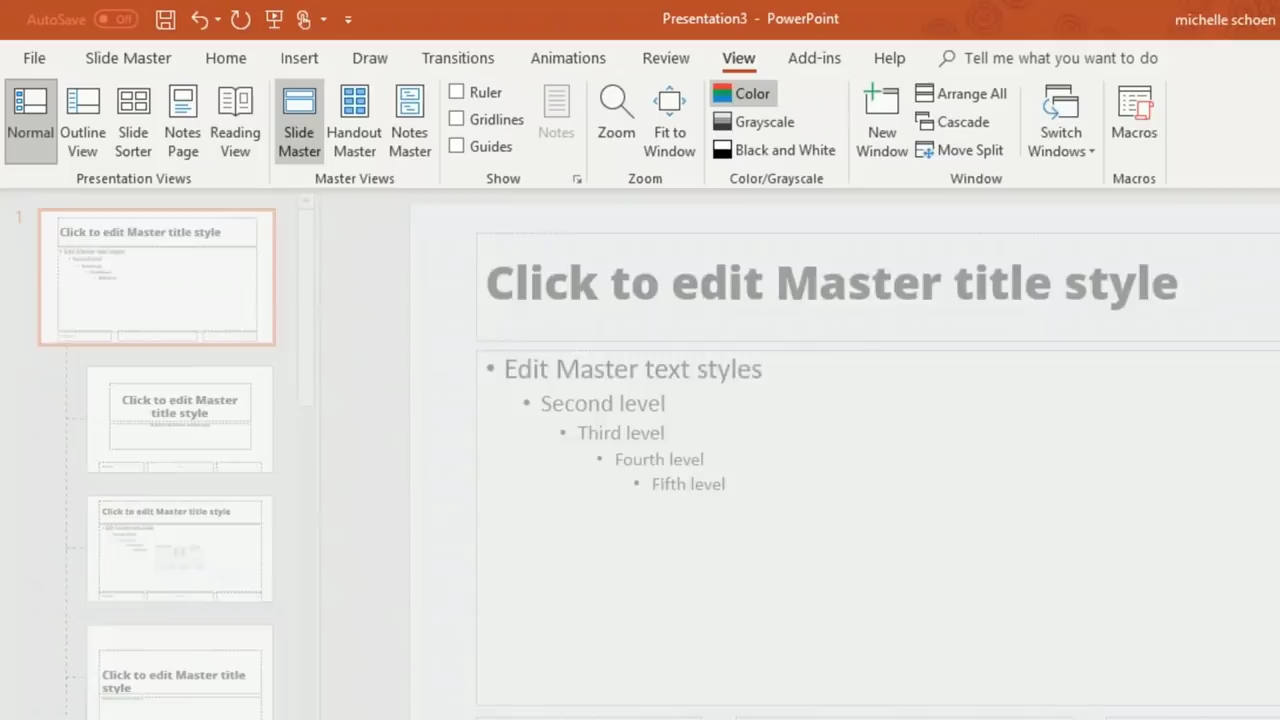 AutoSave Off
Presentation3 - PowerPoint
michelle schoen
File Slide Master Home Insert Draw Transitions Animations Review View Add-ins Help Tell me what you want to do
Normal
Outline View
Slide Sorter
Notes Page
Reading View
Presentation Views
Slide Master
Handout Master
Notes Master
Master Views
Ruler
Gridlines
Guides
Notes
Show
Zoom
Fit to Window
Zoom
Color
Grayscale
Black and White
Color/Grayscale
New Window
Arrange All
Cascade
Move Split
Switch Windows
Window
Macros
Macros
1
Click to edit Master title style
Click to edit Master
title style
Click to edit Master title style
Click to edit Master title
style
Click to edit Master title style
• Edit Master text styles
• Second level
• Third level
• Fourth level
• Fifth level